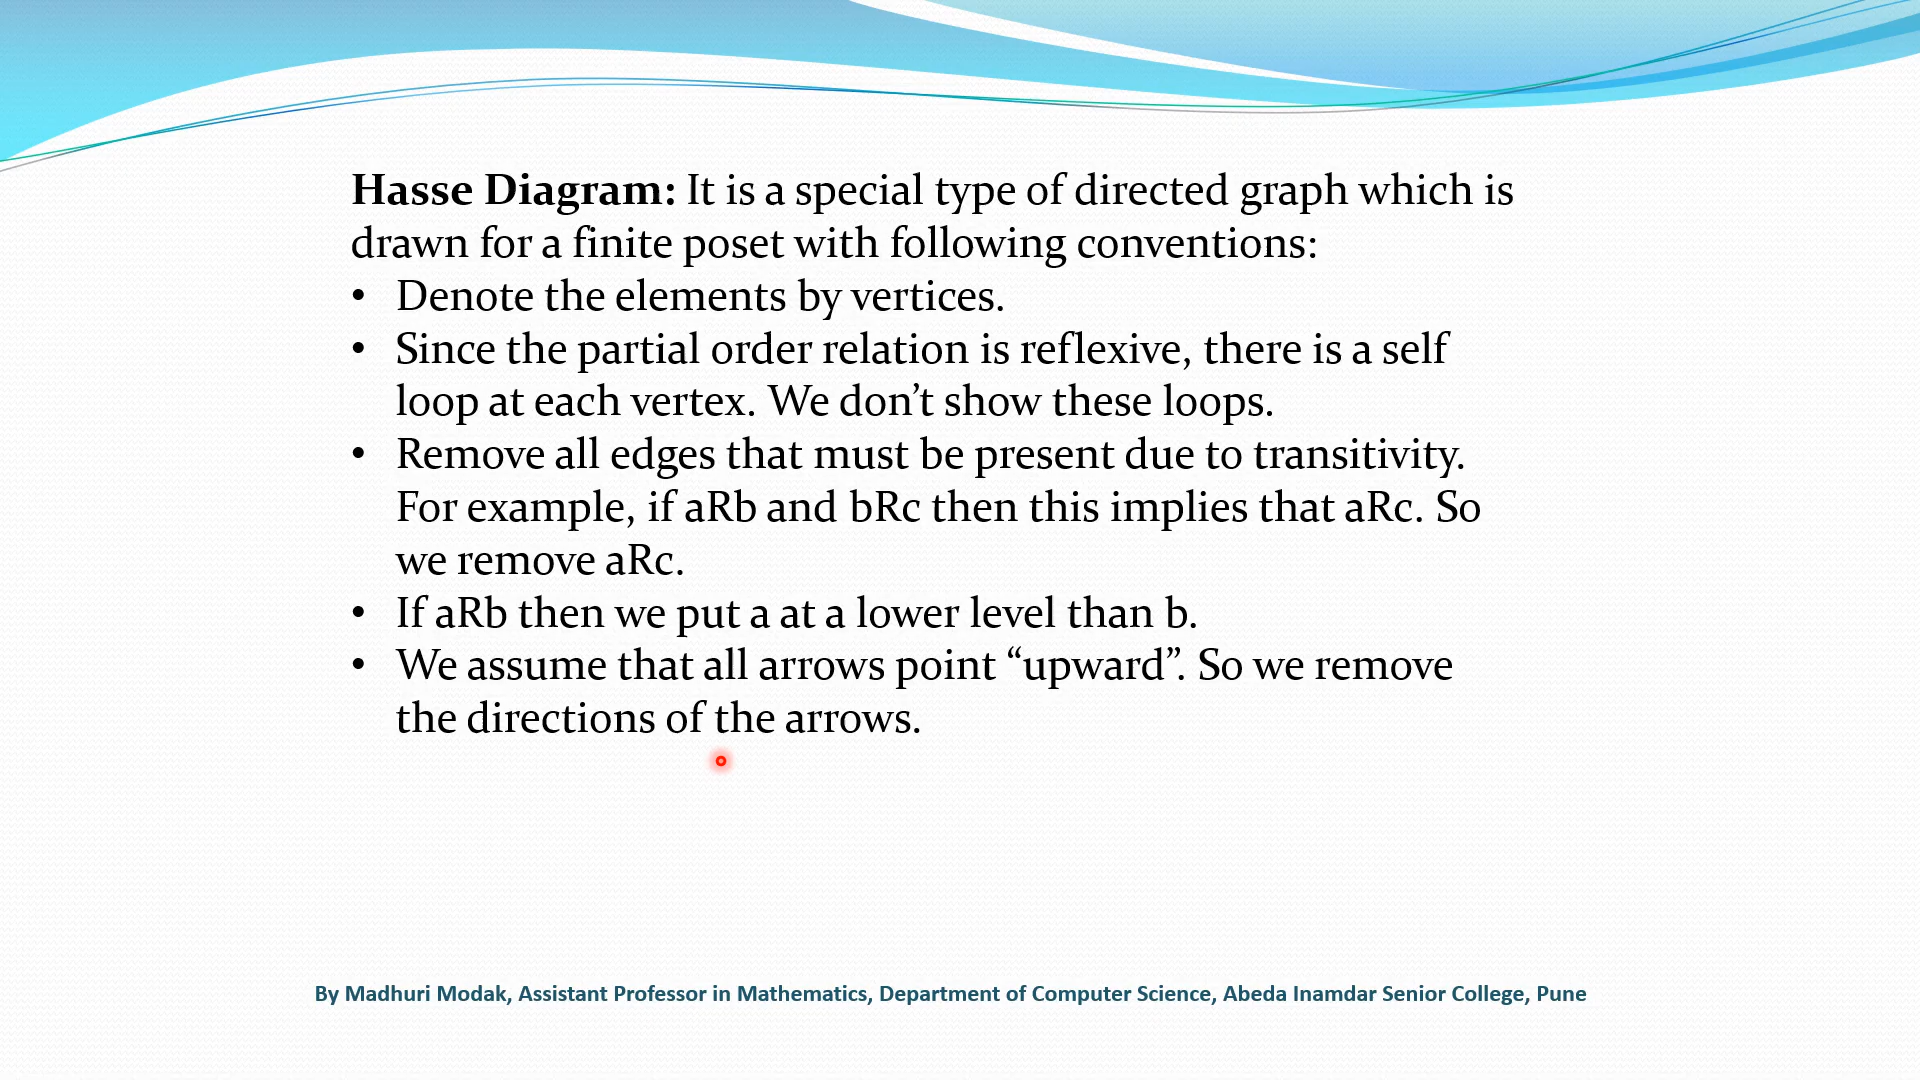 Hasse Diagram: It is a special type of directed graph which is
drawn for a finite poset with following conventions:
• Denote the elements by vertices.
• Since the partial order relation is reflexive, there is a self
loop at each vertex. We don’t show these loops.
• Remove all edges that must be present due to transitivity.
For example, if aRb and bRc then this implies that aRc. So
we remove aRc.
• If aRb then we put a at a lower level than b.
• We assume that all arrows point “upward”. So we remove
the directions of the arrows.
By Madhuri Modak, Assistant Professor in Mathematics, Department of Computer Science, Abeda Inamdar Senior College, Pune